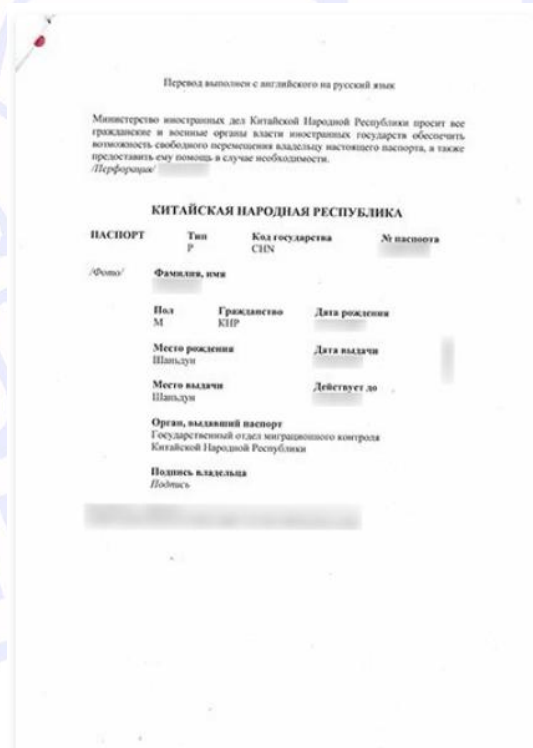 Перевод выполнен с английского на русский язык
Министерство иностранных дел Китайской Народной Республики просит все
гражданские и военные органы власти иностранных государств обеспечить
возможность свободного перемещения владельцу настоящего паспорта, а также
предоставить ему помощь в случае необходимости.
/Перфорация/
КИТАЙСКАЯ НАРОДНАЯ РЕСПУБЛИКА
ПАСПОРТ Тип Код государства № паспорта
P CHN
/Фото/ Фамилия, имя
Пол Гражданство Дата рождения
М КНР
Место рождения Дата выдачи
Шаньдун
Место выдачи Действует до
Шаньдун
Орган, выдавший паспорт
Государственный отдел миграционного контроля
Китайской Народной Республики
Подпись владельца
Подпись